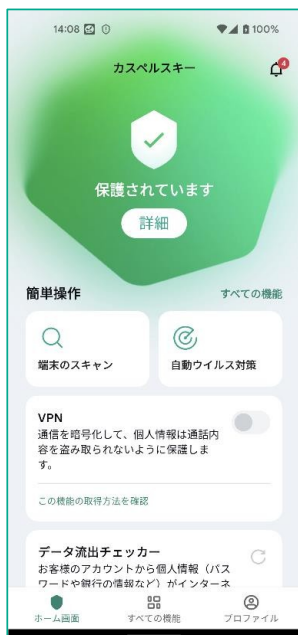 14:08
100%
カスペルスキー
4
保護されています
詳細
簡単操作
すべての機能
端末のスキャン
自動ウイルス対策
VPN
通信を暗号化して、個人情報は通話内
容を盗み取られないように保護しま
す。
この機能の取得方法を確認
データ流出チェッカー
お客様のアカウントから個人情報（パス
ワードや銀行の情報など）がインターネ
ホーム画面
すべての機能
プロファイル